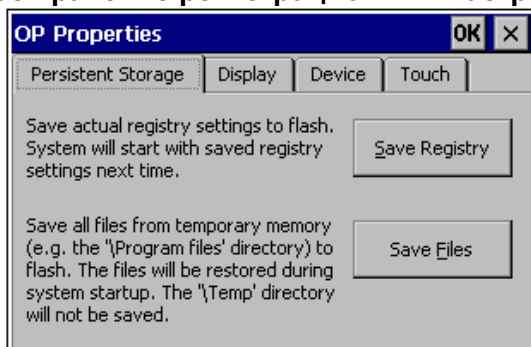 OP Properties OK ×
Persistent Storage Display Device Touch
Save actual registry settings to flash.
System will start with saved registry
settings next time.
Save Registry
Save all files from temporary memory
(e.g. the "\Program files' directory) to
flash. The files will be restored during
system startup. The "\Temp' directory
will not be saved.
Save Files